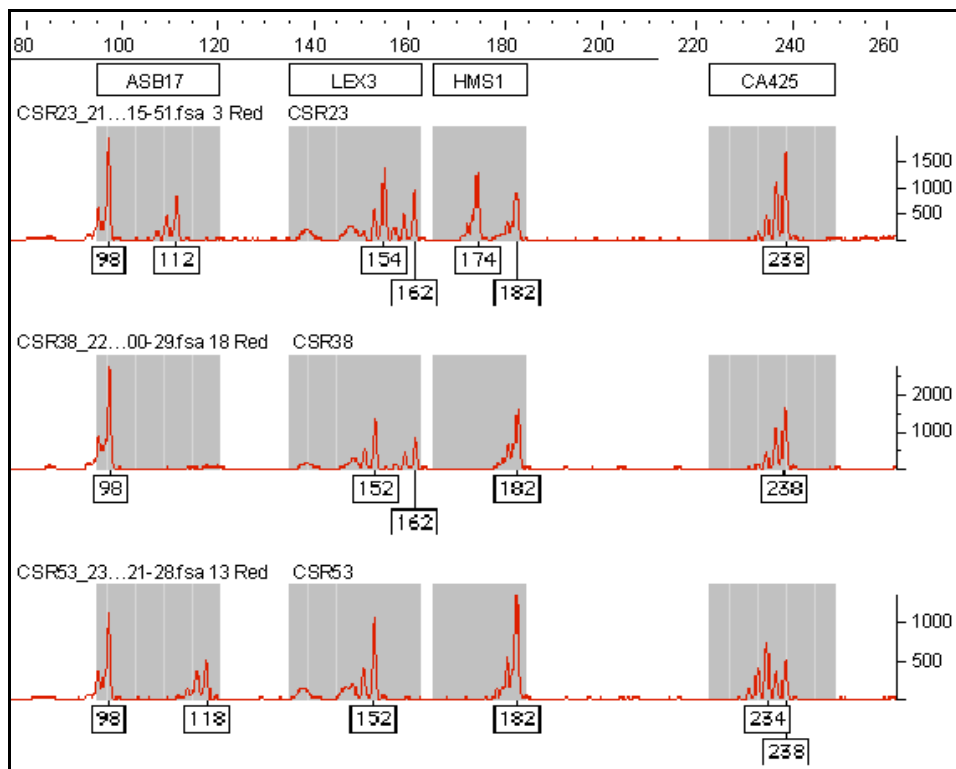 80 100 120 140 160 180 200 220 240 260
ASB17 LEX3 HMS1 CA425
CSR23_21...15-51.fsa 3 Red CSR23
1500
1000
500
98 112 154 174 238
162 182
CSR38_22...00-29.fsa 18 Red CSR38
2000
1000
98 152 182 238
162
CSR53_23...21-28.fsa 13 Red CSR53
1000
500
98 118 152 182 234
238